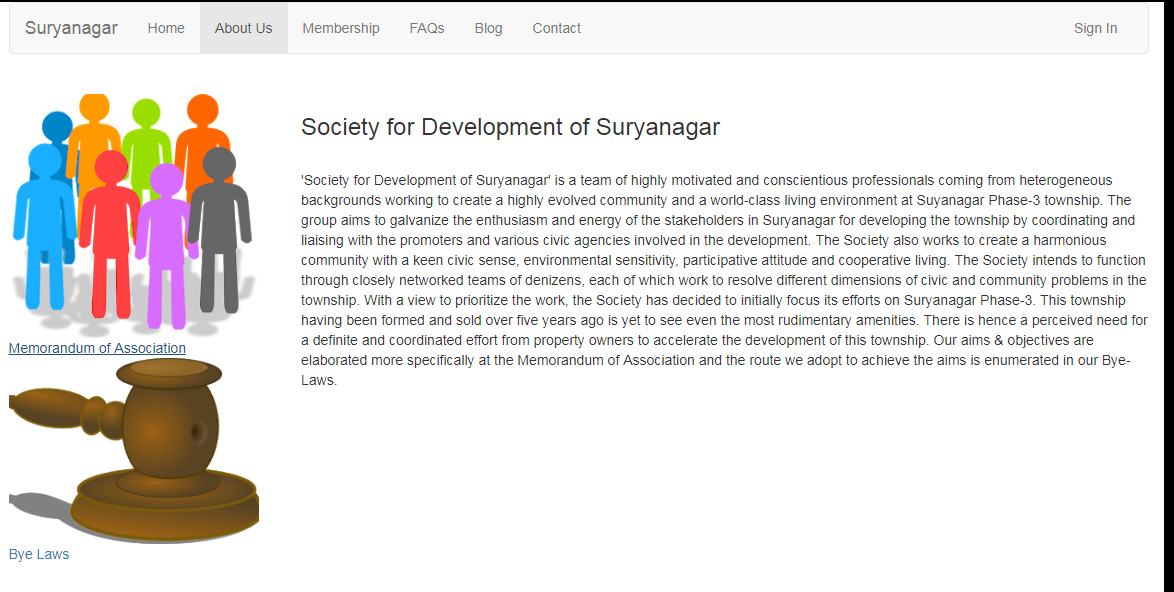 Suryanagar Home About Us Membership FAQs Blog Contact Sign In
Society for Development of Suryanagar
'Society for Development of Suryanagar' is a team of highly motivated and conscientious professionals coming from heterogeneous
backgrounds working to create a highly evolved community and a world-class living environment at Suyanagar Phase-3 township. The
group aims to galvanize the enthusiasm and energy of the stakeholders in Suryanagar for developing the township by coordinating and
liaising with the promoters and various civic agencies involved in the development. The Society also works to create a harmonious
community with a keen civic sense, environmental sensitivity, participative attitude and cooperative living. The Society intends to function
through closely networked teams of denizens, each of which work to resolve different dimensions of civic and community problems in the
township. With a view to prioritize the work, the Society has decided to initially focus its efforts on Suryanagar Phase-3. This township
having been formed and sold over five years ago is yet to see even the most rudimentary amenities. There is hence a perceived need for
a definite and coordinated effort from property owners to accelerate the development of this township. Our aims & objectives are
elaborated more specifically at the Memorandum of Association and the route we adopt to achieve the aims is enumerated in our Bye-
Laws.
Memorandum of Association
Bye Laws